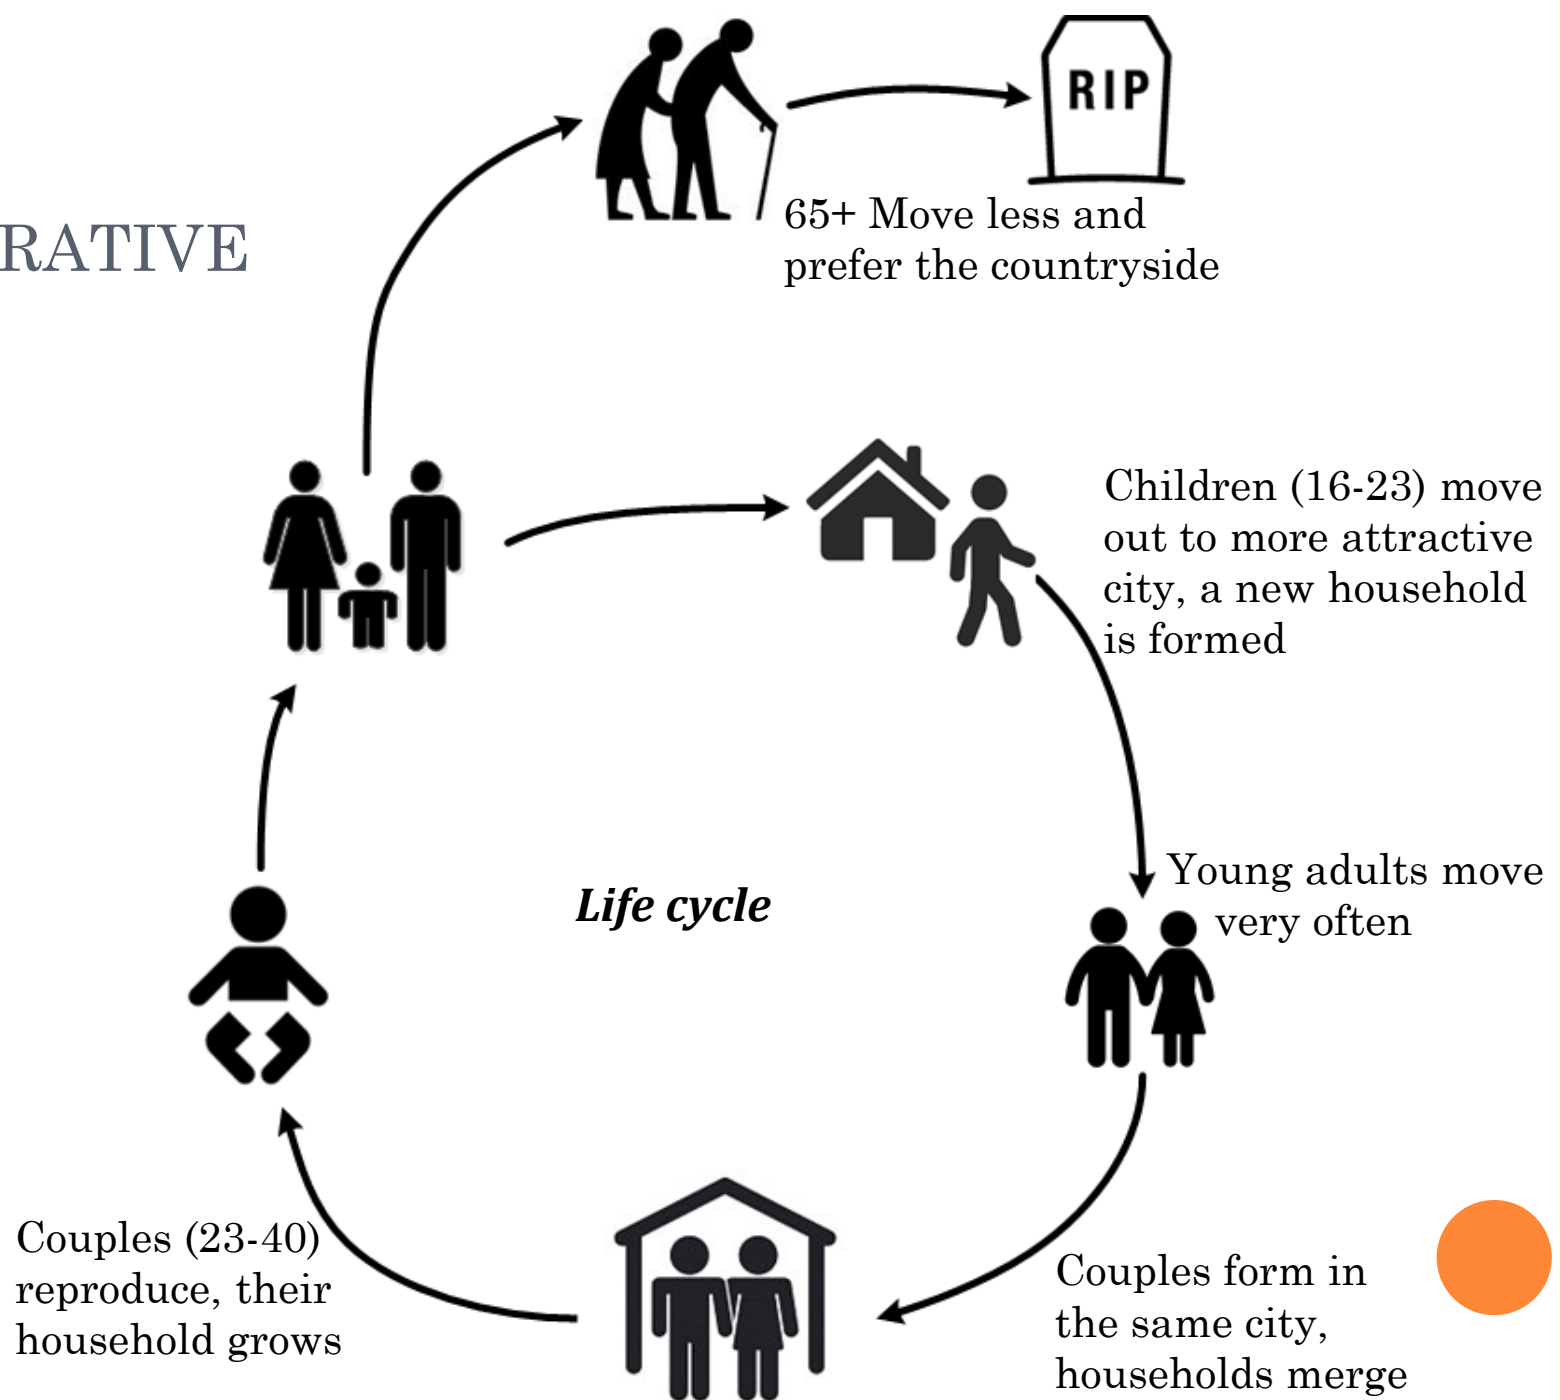 RIP
65+ Move less and
prefer the countryside
RATIVE
Children (16-23) move
out to more attractive
city, a new household
is formed
Young adults move
very often
Life cycle
Couples (23-40)
reproduce, their
household grows
Couples form in
the same city,
households merge